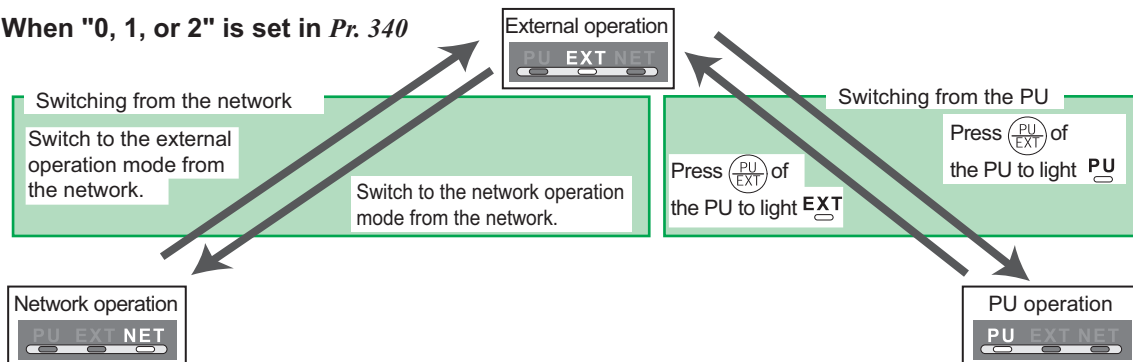 When "0, 1, or 2" is set in Pr. 340
External operation
PU EXT NET
Switching from the network
Switch to the external
operation mode from
the network.
Switch to the network operation
mode from the network.
Switching from the PU
Press PU/EXT of
the PU to light EXT
Press PU/EXT of
the PU to light PU
Network operation
PU EXT NET
PU operation
PU EXT NET